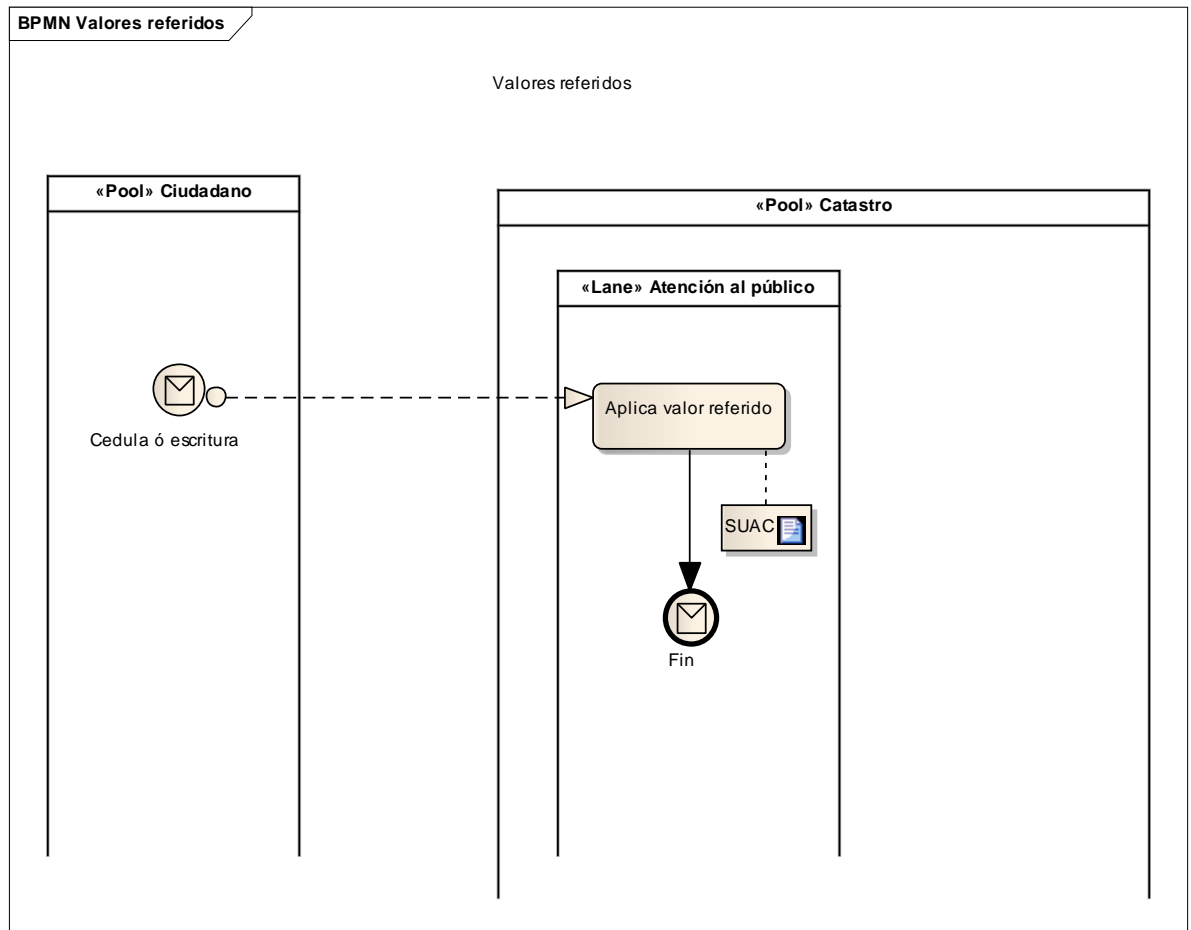 BPMN Valores referidos
Valores referidos
«Pool» Ciudadano
«Pool» Catastro
«Lane» Atención al público
Aplica valor referido
Cedula ó escritura
SUAC
Fin